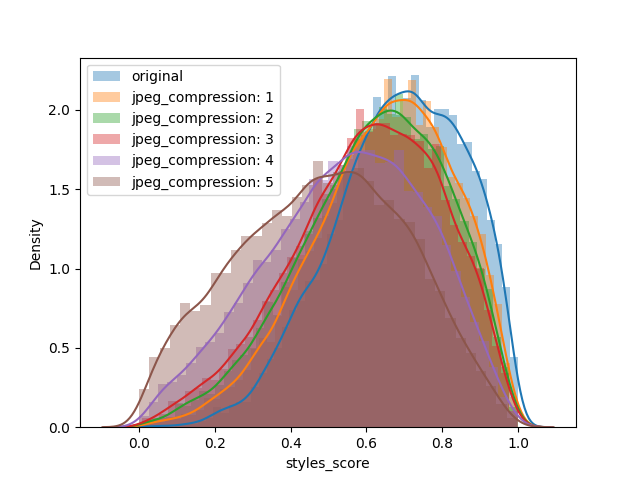 original
jpeg_compression: 1
jpeg_compression: 2
jpeg_compression: 3
jpeg_compression: 4
jpeg_compression: 5
Density
2.0
1.5
1.0
0.5
0.0
0.0 0.2 0.4 0.6 0.8 1.0
styles_score